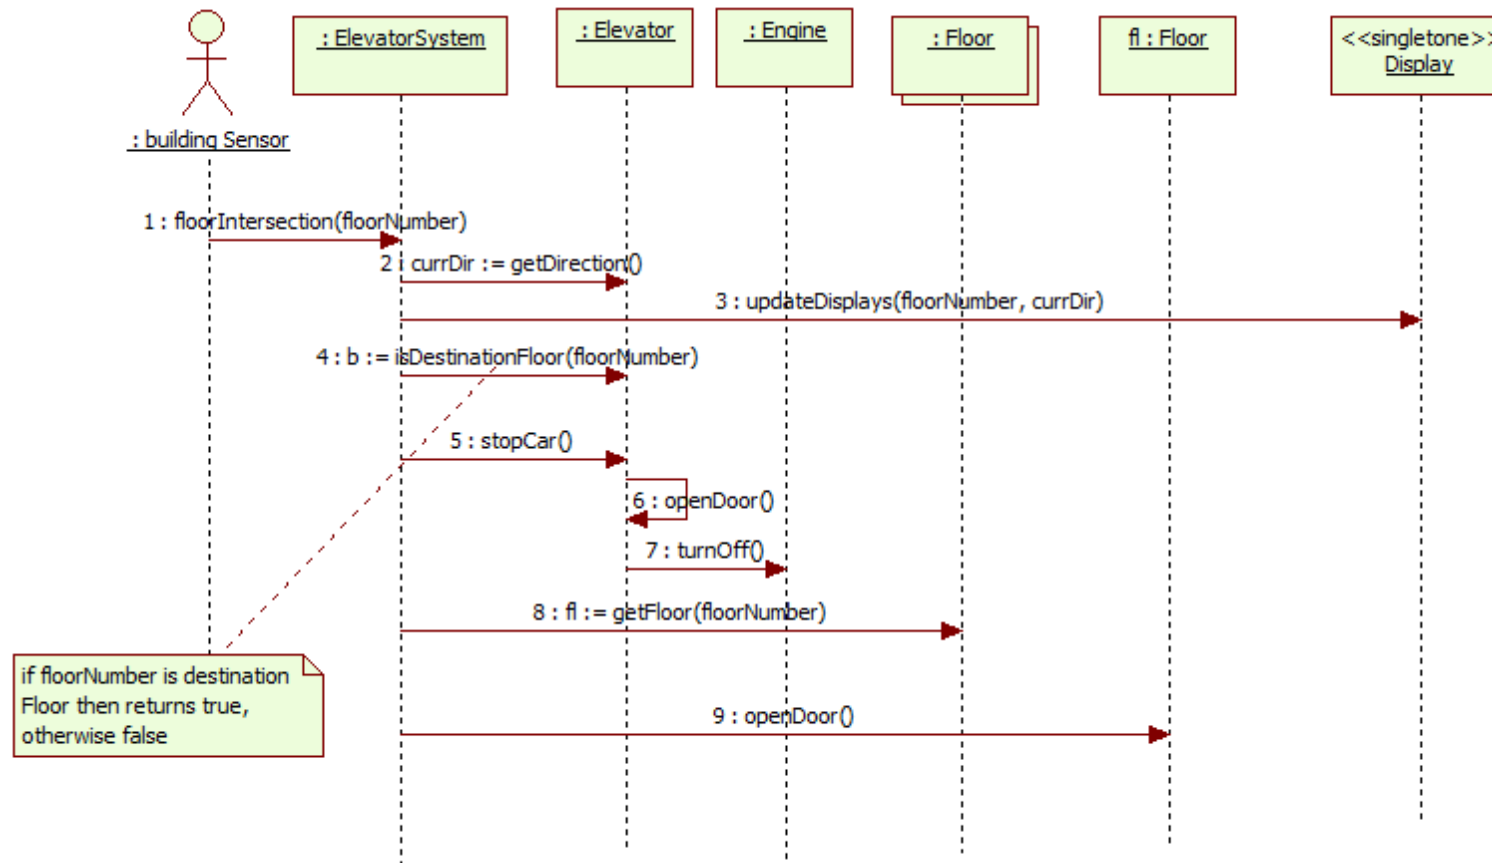 : ElevatorSystem
: Elevator
: Engine
: Floor
fl : Floor
<<singletone>>
Display
: building Sensor
1 : floorIntersection(floorNumber)
2 : currDir := getDirection()
3 : updateDisplays(floorNumber, currDir)
4 : b := isDestinationFloor(floorNumber)
5 : stopCar()
6 : openDoor()
7 : turnOff()
8 : fl := getFloor(floorNumber)
if floorNumber is destination
Floor then returns true,
otherwise false
9 : openDoor()